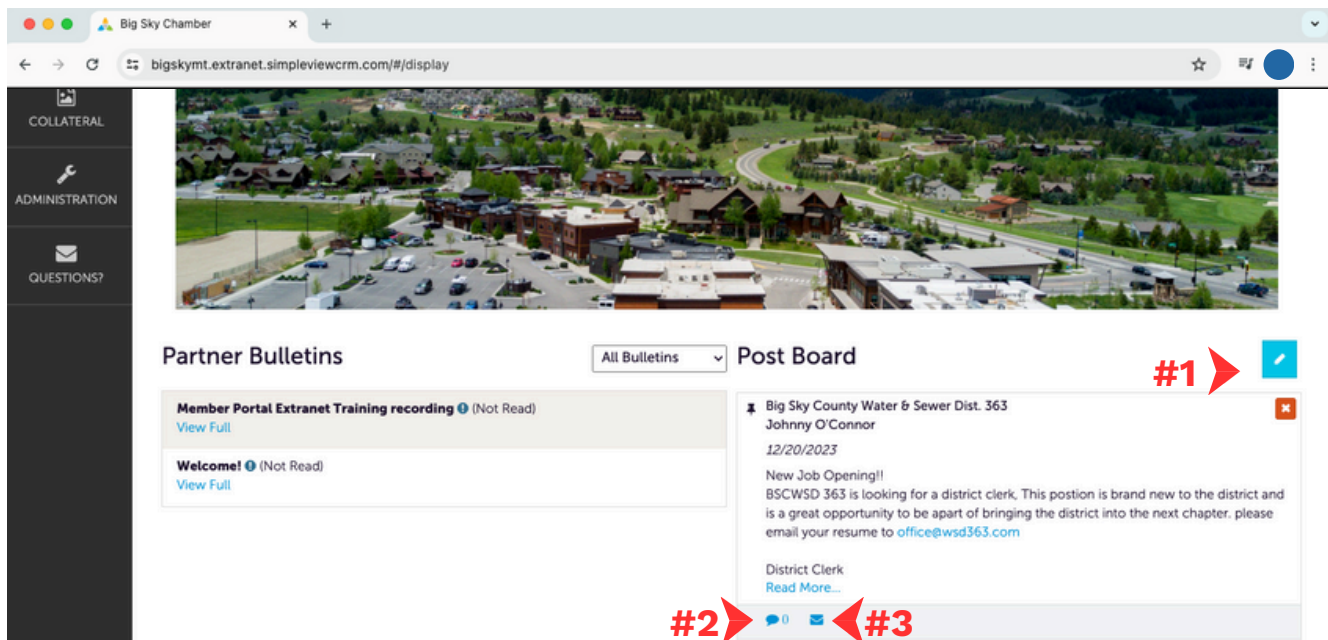 Big Sky Chamber
bigskymt.extranet.simpleviewcrm.com/#/display
COLLATERAL
ADMINISTRATION
QUESTIONS?
Partner Bulletins
All Bulletins
Post Board
#1
Member Portal Extranet Training recording (Not Read)
View Full
Welcome! (Not Read)
View Full
Big Sky County Water & Sewer Dist. 363
Johnny O'Connor
12/20/2023
New Job Opening!!
BSCWSD 363 is looking for a district clerk, This postion is brand new to the district and
is a great opportunity to be apart of bringing the district into the next chapter. please
email your resume to office@wsd363.com
District Clerk
Read More...
#2
0
#3